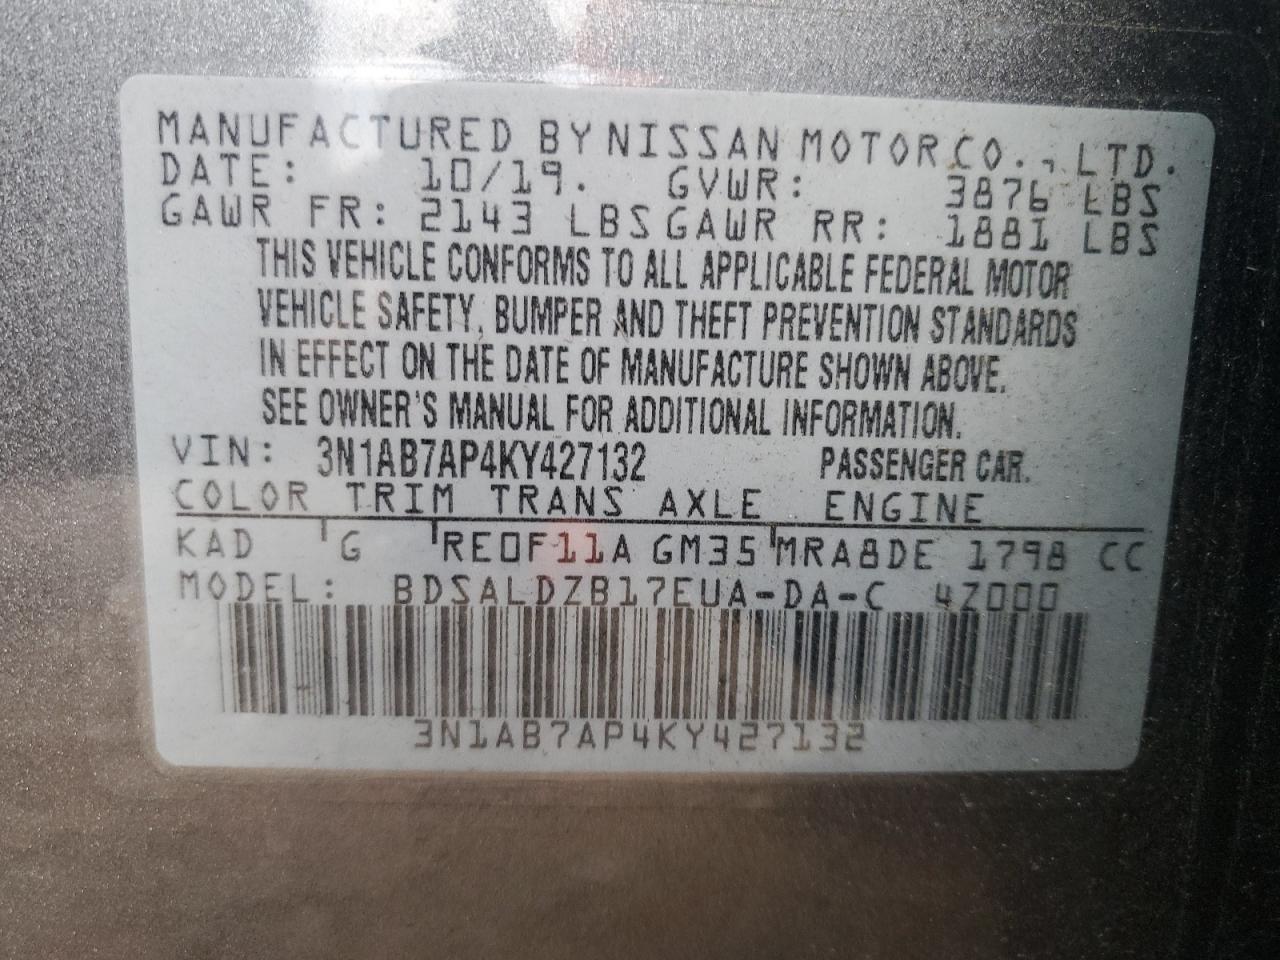 MANUFACTURED BY NISSAN MOTOR CO., LTD.
DATE: 10/19. GVWR: 3876 LBS
GAWR FR: 2143 LBS GAWR RR: 1881 LBS
THIS VEHICLE CONFORMS TO ALL APPLICABLE FEDERAL MOTOR
VEHICLE SAFETY, BUMPER AND THEFT PREVENTION STANDARDS
IN EFFECT ON THE DATE OF MANUFACTURE SHOWN ABOVE.
SEE OWNER'S MANUAL FOR ADDITIONAL INFORMATION.
VIN: 3N1AB7AP4KY427132 PASSENGER CAR.
COLOR TRIM TRANS AXLE ENGINE
KAD G RE0F11A GM35 MRA8DE 1798 CC
MODEL: BDSALDZB17EUA-DA-C 4Z000
3N1AB7AP4KY427132